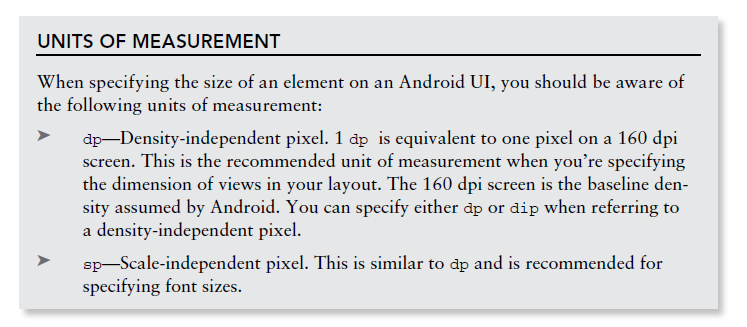 UNITS OF MEASUREMENT
When specifying the size of an element on an Android UI, you should be aware of
the following units of measurement:
➤ dp—Density-independent pixel. 1 dp is equivalent to one pixel on a 160 dpi
screen. This is the recommended unit of measurement when you’re specifying
the dimension of views in your layout. The 160 dpi screen is the baseline den-
sity assumed by Android. You can specify either dp or dip when referring to
a density-independent pixel.
➤ sp—Scale-independent pixel. This is similar to dp and is recommended for
specifying font sizes.